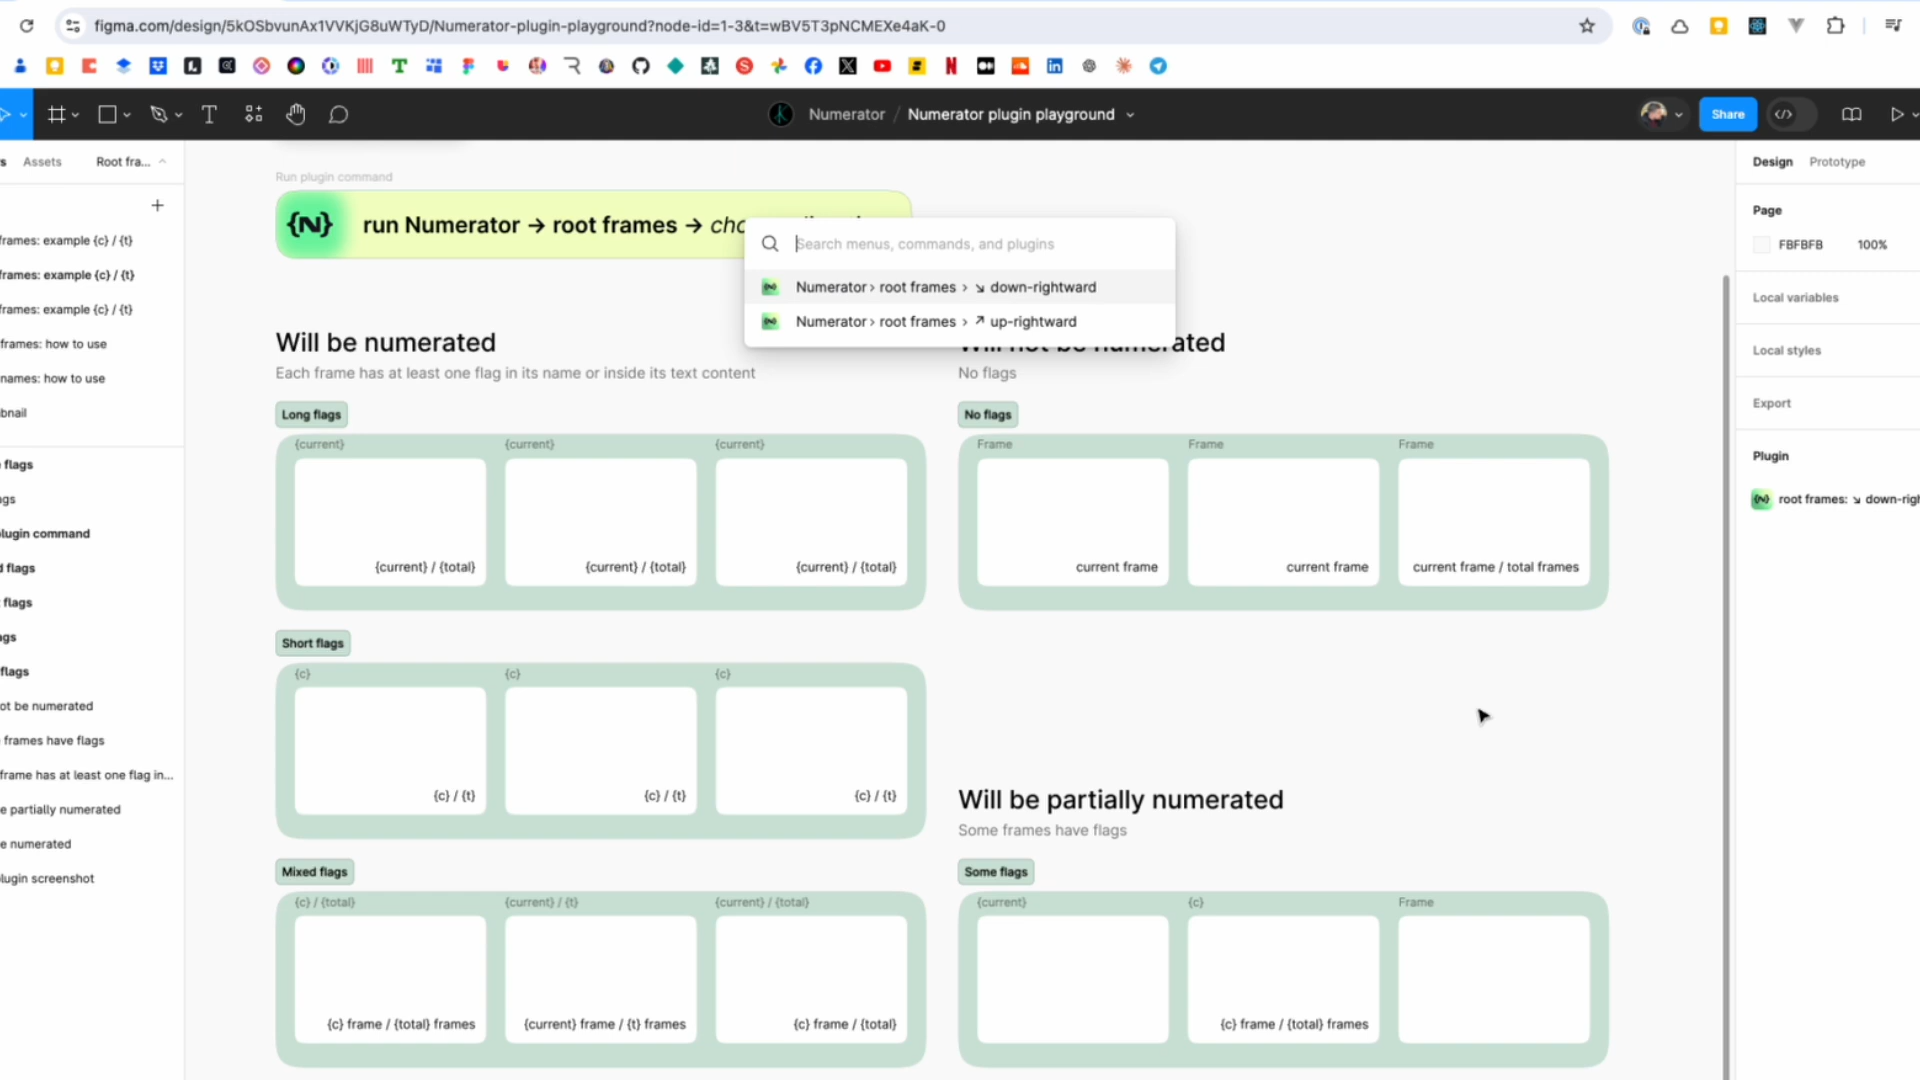 figma.com/design/5kOSbvunAx1VVKjG8uWTyD/Numerator-plugin-playground?node-id=1-3&t=wBV5T3pNCMEXe4aK-0
Numerator / Numerator plugin playground
Share
s Assets Root fra...
Design Prototype
Run plugin command
{N} run Numerator → root frames →
Page
FBFBFB 100%
Local variables
Local styles
Export
Plugin
root frames: ↘ down-righ
frames: example {c} / {t}
frames: example {c} / {t}
frames: example {c} / {t}
frames: how to use
names: how to use
bnail
flags
gs
lugin command
d flags
flags
gs
flags
ot be numerated
frames have flags
frame has at least one flag in...
e partially numerated
e numerated
lugin screenshot
Search menus, commands, and plugins
Numerator › root frames › ↘ down-rightward
Numerator › root frames › ↗ up-rightward
Will be numerated
Each frame has at least one flag in its name or inside its text content
Long flags
{current} {current} {current}
{current} / {total} {current} / {total} {current} / {total}
Short flags
{c} {c} {c}
{c} / {t} {c} / {t} {c} / {t}
Mixed flags
{c} / {total} {current} / {t} {current} / {total}
{c} frame / {total} frames {current} frame / {t} frames {c} frame / {total}
Will not be numerated
No flags
No flags
Frame Frame Frame
current frame current frame current frame / total frames
Will be partially numerated
Some frames have flags
Some flags
{current} {c} Frame
{c} frame / {total} frames